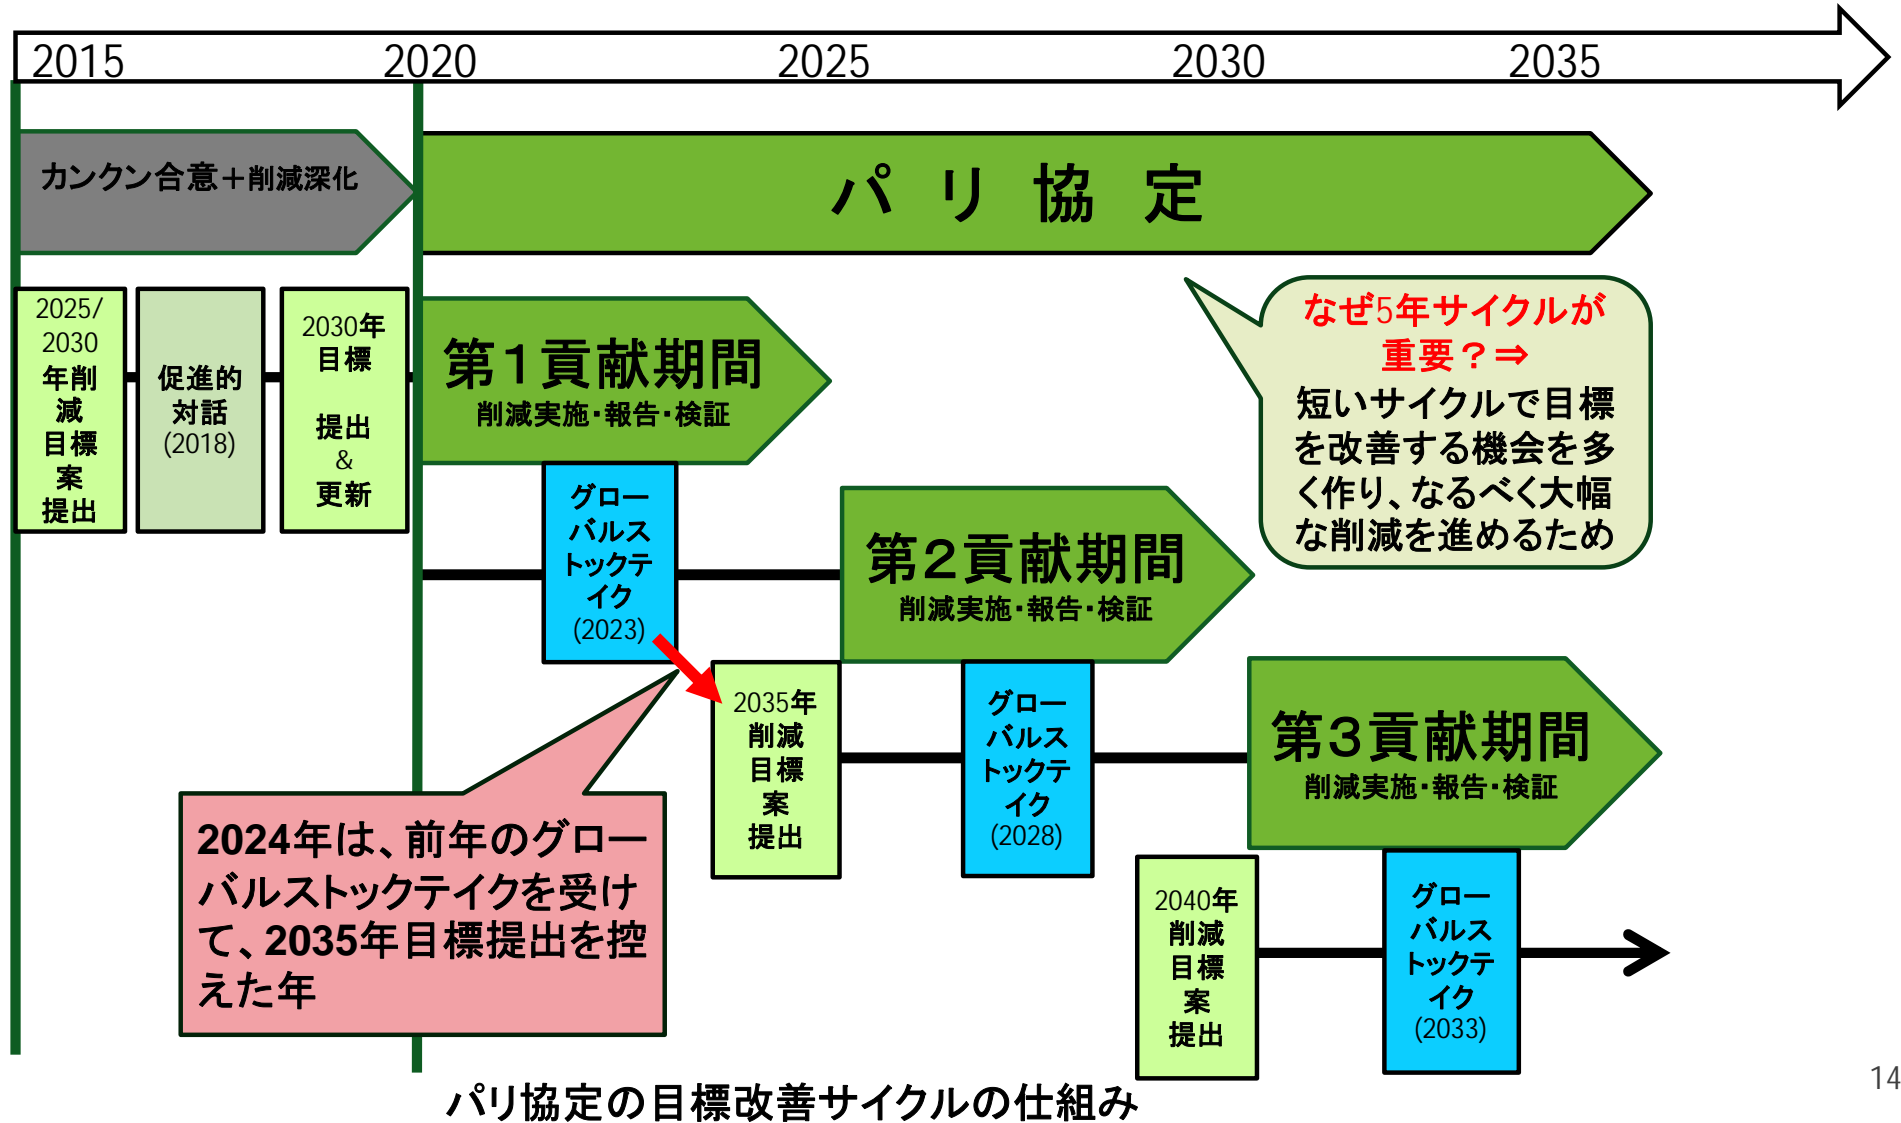 2015 2020 2025 2030 2035
カンクン合意＋削減深化
パ リ 協 定
2025/
2030
年削
減
目標
案
提出
促進的
対話
(2018)
2030年
目標
提出
&
更新
第１貢献期間
削減実施・報告・検証
なぜ5年サイクルが
重要？⇒
短いサイクルで目標
を改善する機会を多
く作り、なるべく大幅
な削減を進めるため
グロー
バルス
トックテ
イク
(2023)
第２貢献期間
削減実施・報告・検証
2035年
削減
目標
案
提出
グロー
バルス
トックテ
イク
(2028)
第３貢献期間
削減実施・報告・検証
2024年は、前年のグロー
バルストックテイクを受け
て、2035年目標提出を控
えた年
2040年
削減
目標
案
提出
グロー
バルス
トックテ
イク
(2033)
パリ協定の目標改善サイクルの仕組み
14